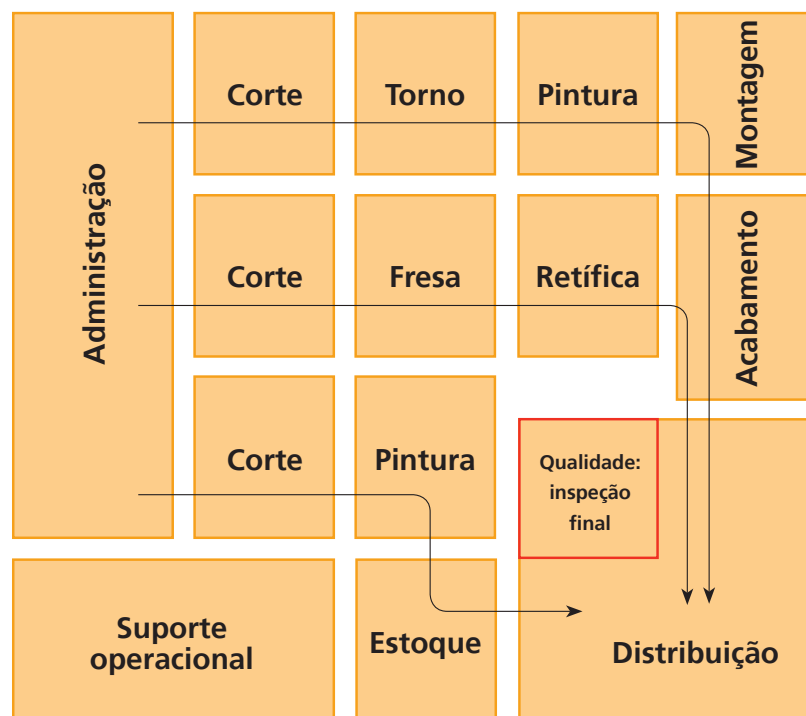 Administração
Corte
Torno
Pintura
Montagem
Corte
Fresa
Retífica
Acabamento
Corte
Pintura
Qualidade:
inspeção
final
Suporte
operacional
Estoque
Distribuição